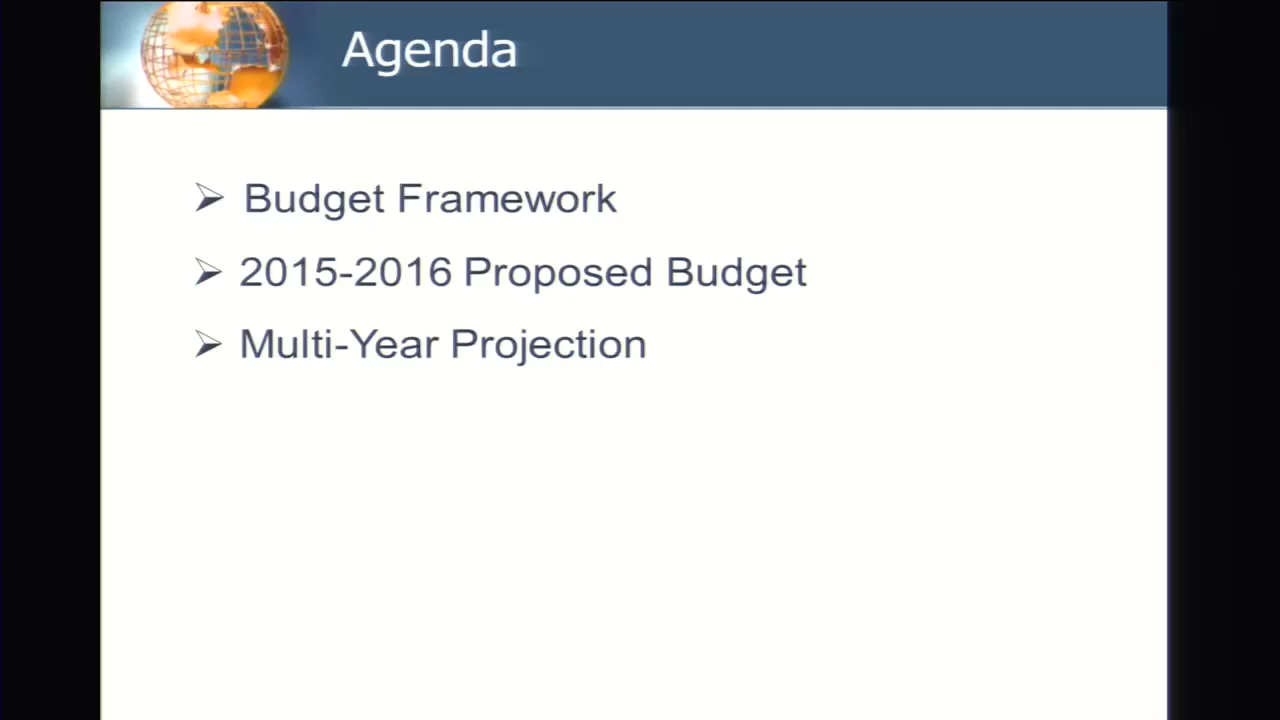 Agenda
Budget Framework
2015-2016 Proposed Budget
Multi-Year Projection